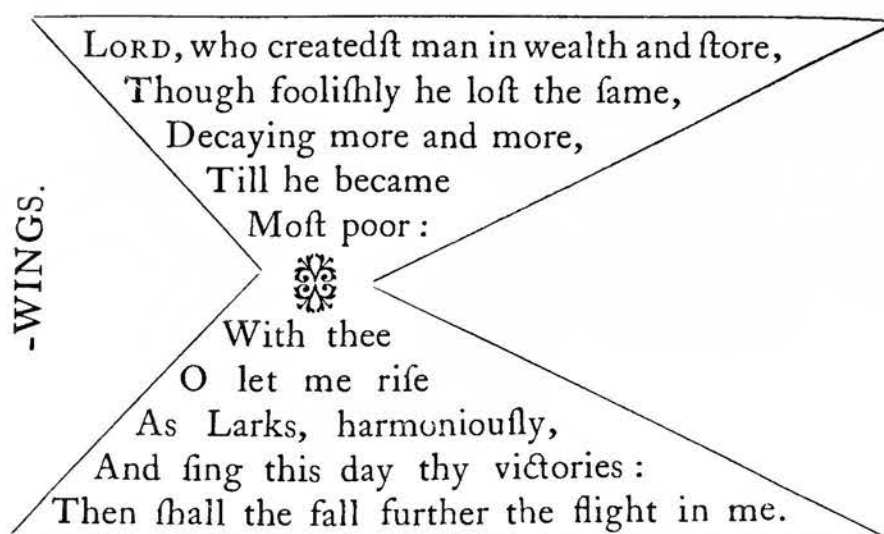 LORD, who createdſt man in wealth and ſtore,
Though fooliſhly he loſt the ſame,
Decaying more and more,
Till he became
Moſt poor :
With thee
O let me riſe
As Larks, harmoniouſly,
And ſing this day thy victories :
Then ſhall the fall further the flight in me.
-WINGS.